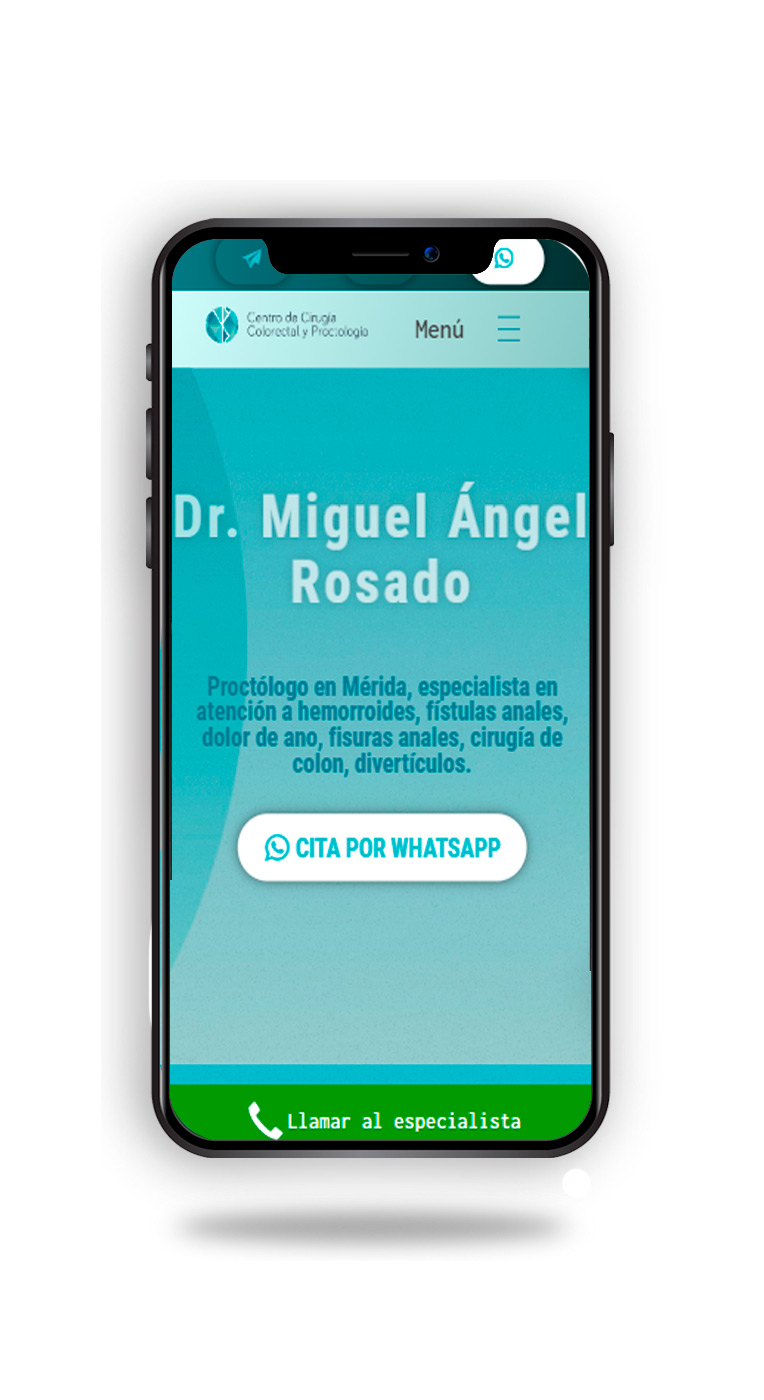 Centro de Cirugía
Colorectal y Proctología
Menú
Dr. Miguel Ángel
Rosado
Proctólogo en Mérida, especialista en
atención a hemorroides, fístulas anales,
dolor de ano, fisuras anales, cirugía de
colon, divertículos.
CITA POR WHATSAPP
Llamar al especialista